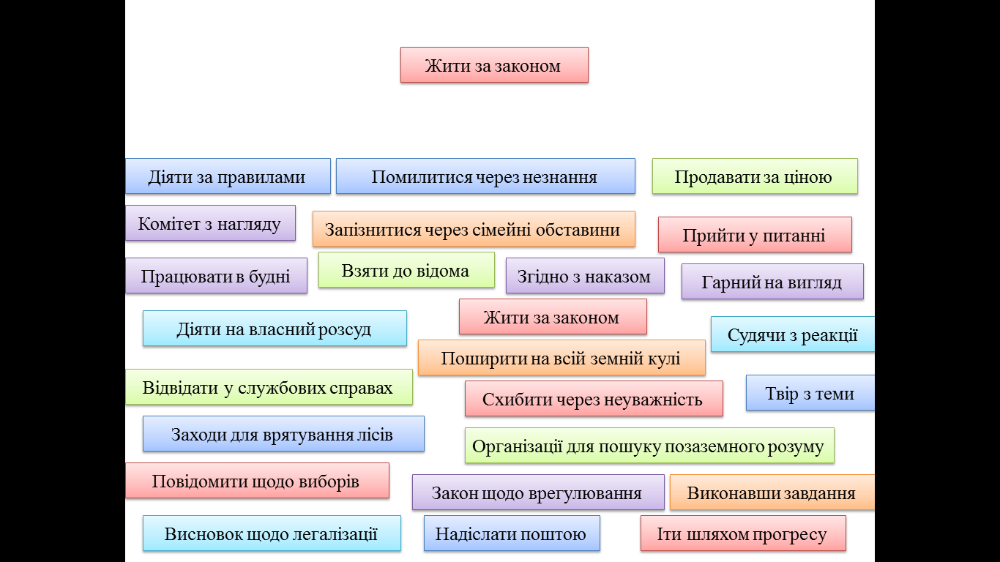 Жити за законом
Діяти за правилами
Помилитися через незнання
Продавати за ціною
Комітет з нагляду
Запізнитися через сімейні обставини
Прийти у питанні
Працювати в будні
Взяти до відома
Згідно з наказом
Гарний на вигляд
Діяти на власний розсуд
Жити за законом
Судячи з реакції
Поширити на всій земній кулі
Відвідати у службових справах
Схибити через неуважність
Твір з теми
Заходи для врятування лісів
Організації для пошуку позаземного розуму
Повідомити щодо виборів
Закон щодо врегулювання
Виконавши завдання
Висновок щодо легалізації
Надіслати поштою
Іти шляхом прогресу